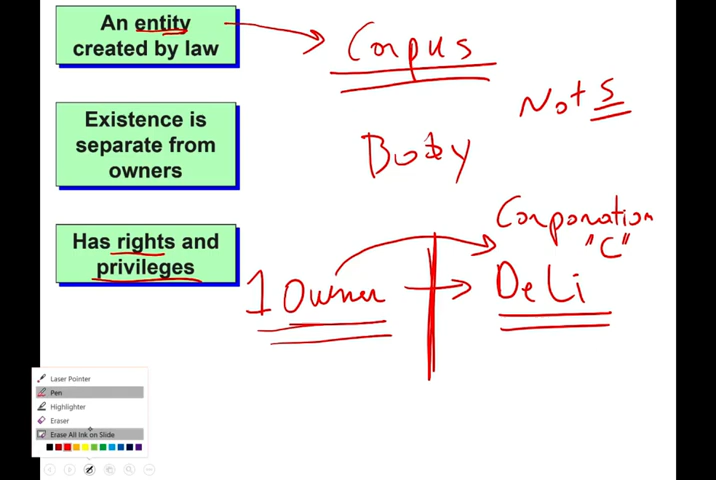 An entity
created by law
Corpus
Not S
Existence is
separate from
owners
Body
Has rights and
privileges
Corporation
"C"
1 Owner
DeLi
Laser Pointer
Pen
Highlighter
Eraser
Erase All Ink on Slide